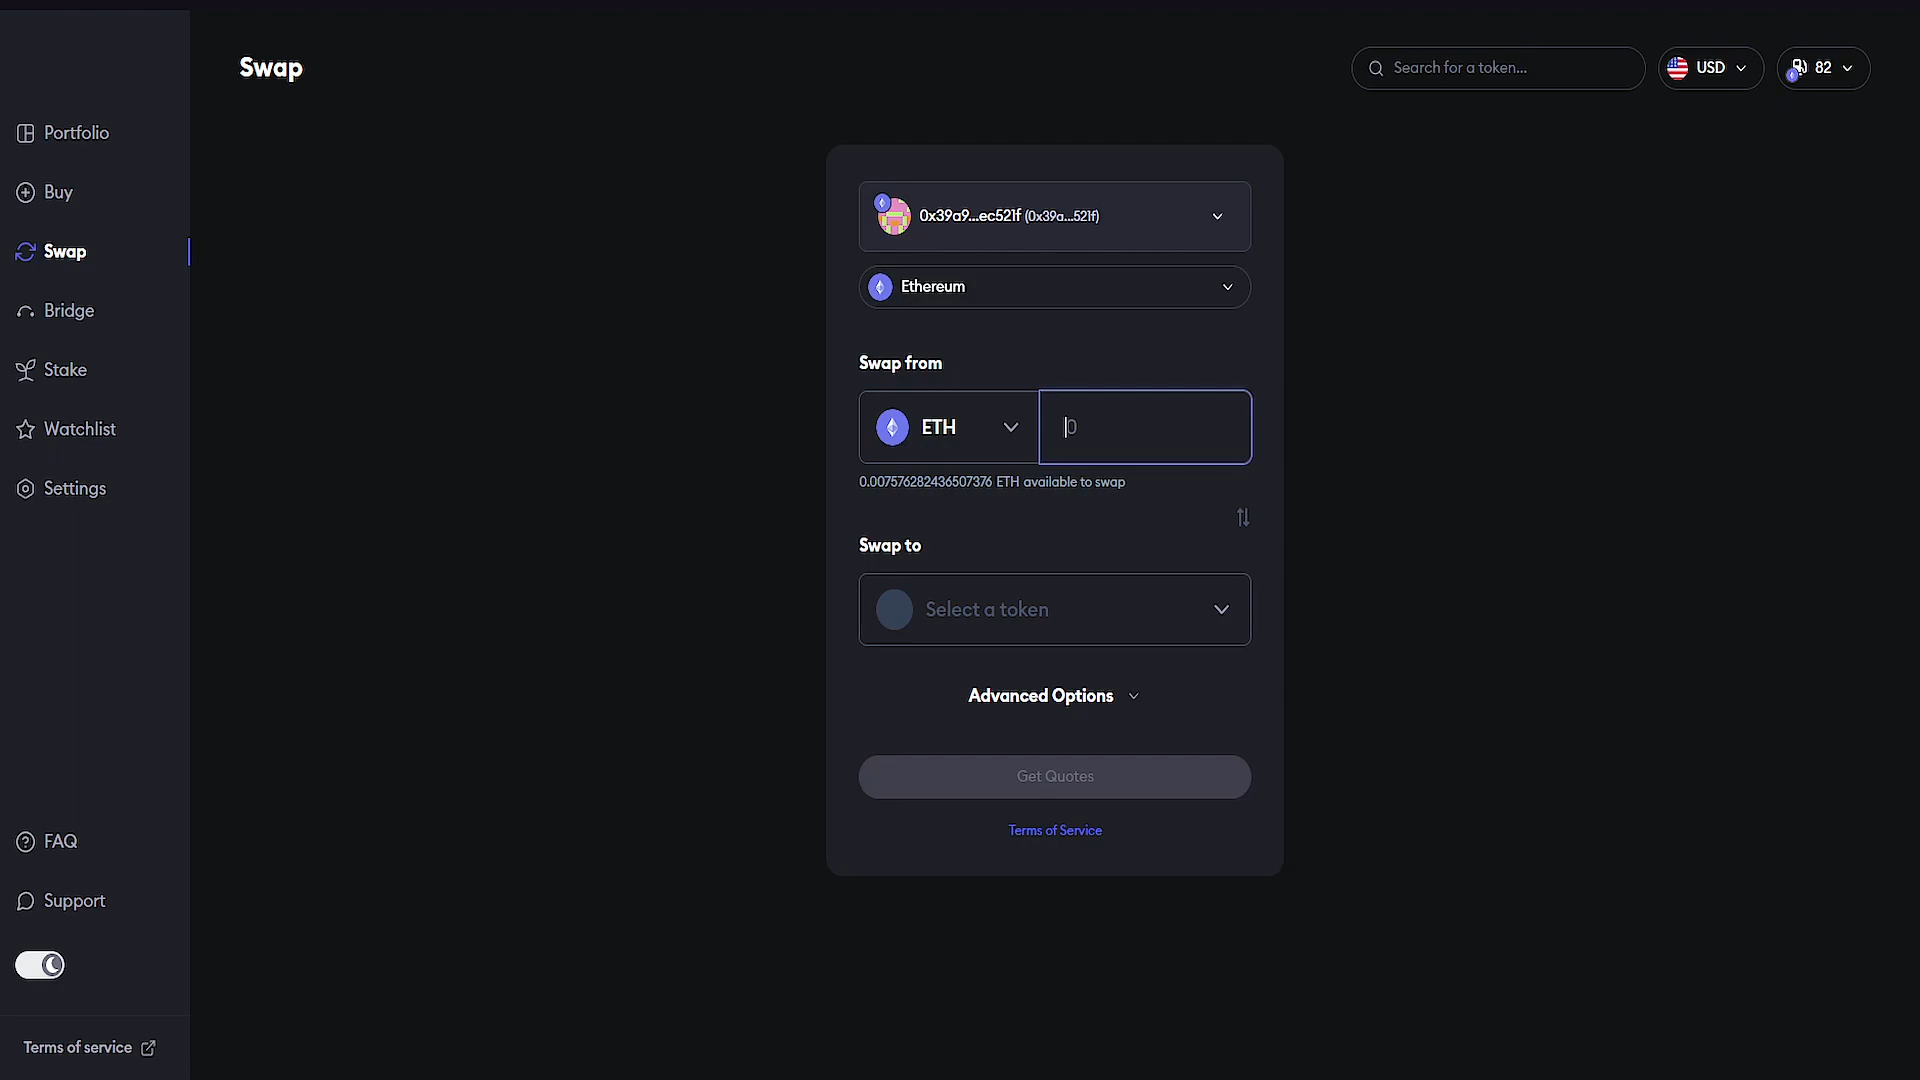 Swap
Search for a token...
USD
82
Portfolio
Buy
Swap
Bridge
Stake
Watchlist
Settings
0x39a9...ec521f (0x39a...521f)
Ethereum
Swap from
ETH
0
0.007576282436507376 ETH available to swap
Swap to
Select a token
Advanced Options
Get Quotes
Terms of Service
FAQ
Support
Terms of service